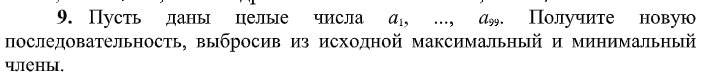 9. Пусть даны целые числа a₁, ..., a₉₉. Получите новую
последовательность, выбросив из исходной максимальный и минимальный
члены.